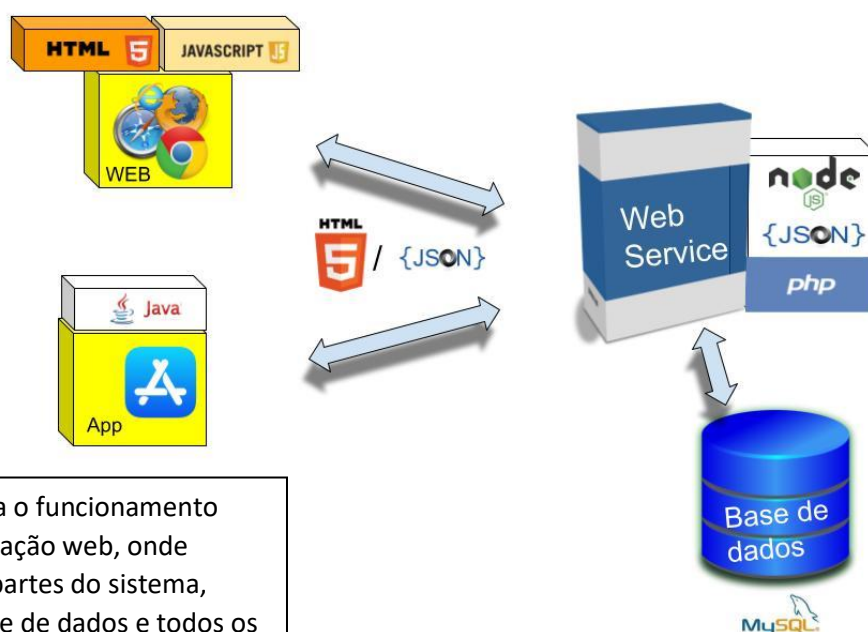 HTML 5
JAVASCRIPT JS
WEB
HTML
5 / {JSON}
Java
App
Web
Service
node
JS
{JSON}
php
Base de
dados
MySQL
a o funcionamento
ação web, onde
partes do sistema,
e de dados e todos os